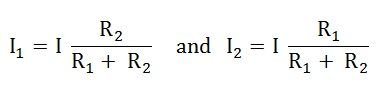 I₁ = I R₂ / (R₁ + R₂) and I₂ = I R₁ / (R₁ + R₂)